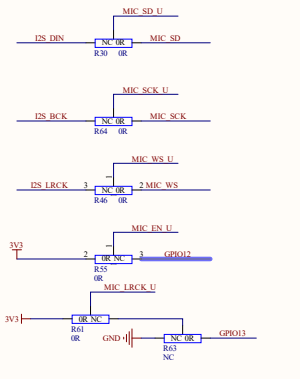 MIC_SD_U
I2S_DIN NC 0R MIC_SD
R30 0R
MIC_SCK_U
I2S_BCK NC 0R MIC_SCK
R64 0R
MIC_WS_U
1
I2S_LRCK 3 NC 0R 2 MIC_WS
R46 0R
MIC_EN_U
1
3V3 2 0R NC 3 GPIO12
R55
0R
MIC_LRCK_U
3V3 0R NC
R61
0R
GND NC 0R GPIO13
R63
NC